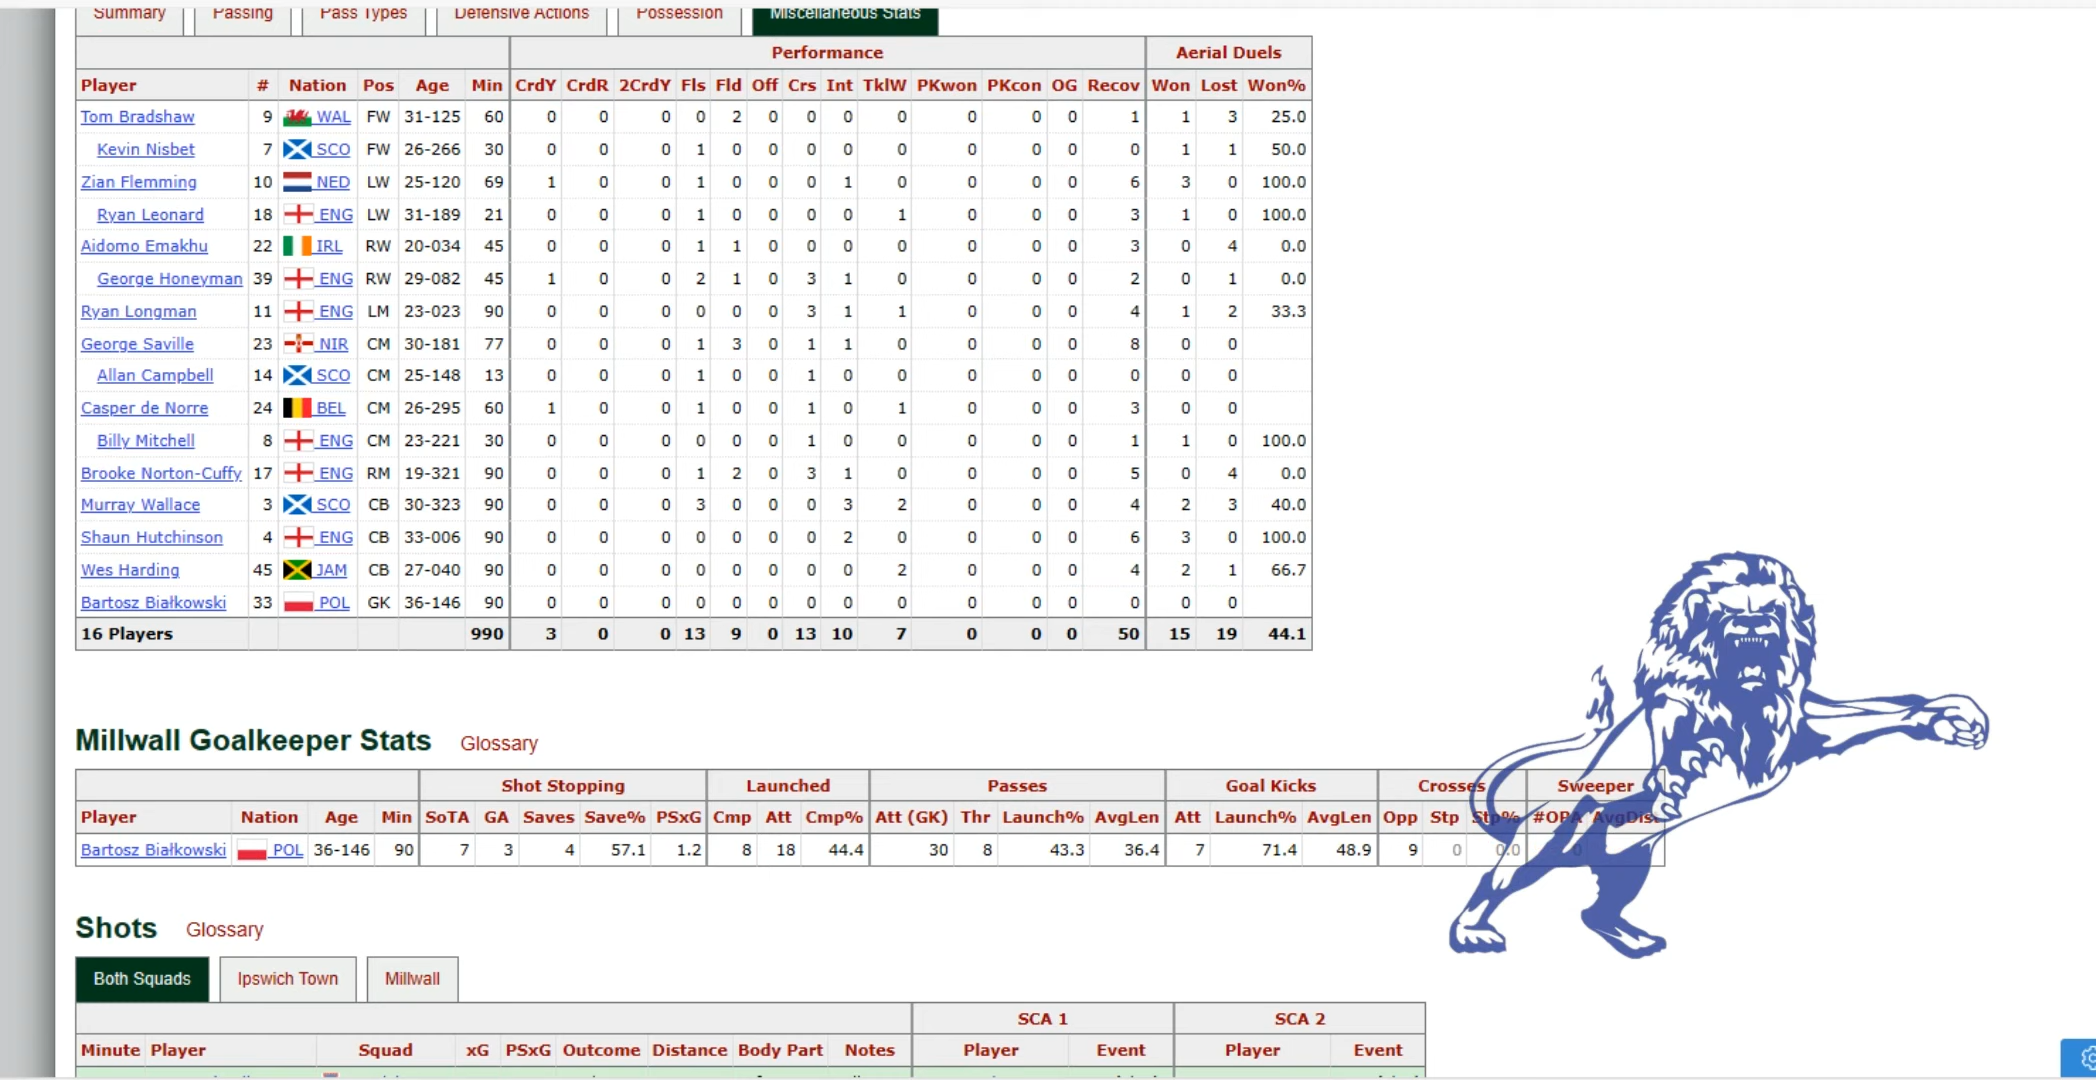 Summary Passing Pass Types Defensive Actions Possession Miscellaneous Stats
Performance Aerial Duels
Player # Nation Pos Age Min CrdY CrdR 2CrdY Fls Fld Off Crs Int TklW PKwon PKcon OG Recov Won Lost Won%
Tom Bradshaw 9 WAL FW 31-125 60 0 0 0 0 2 0 0 0 0 0 0 0 1 1 3 25.0
Kevin Nisbet 7 SCO FW 26-266 30 0 0 0 1 0 0 0 0 0 0 0 0 0 1 1 50.0
Zian Flemming 10 NED LW 25-120 69 1 0 0 1 0 0 0 1 0 0 0 0 6 3 0 100.0
Ryan Leonard 18 ENG LW 31-189 21 0 0 0 1 0 0 0 0 1 0 0 0 3 1 0 100.0
Aidomo Emakhu 22 IRL RW 20-034 45 0 0 0 1 1 0 0 0 0 0 0 0 3 0 4 0.0
George Honeyman 39 ENG RW 29-082 45 1 0 0 2 1 0 3 1 0 0 0 0 2 0 1 0.0
Ryan Longman 11 ENG LM 23-023 90 0 0 0 0 0 0 3 1 1 0 0 0 4 1 2 33.3
George Saville 23 NIR CM 30-181 77 0 0 0 1 3 0 1 1 0 0 0 0 8 0 0
Allan Campbell 14 SCO CM 25-148 13 0 0 0 1 0 0 1 0 0 0 0 0 0 0 0
Casper de Norre 24 BEL CM 26-295 60 1 0 0 1 0 0 1 0 1 0 0 0 3 0 0
Billy Mitchell 8 ENG CM 23-221 30 0 0 0 0 0 0 1 0 0 0 0 0 1 1 0 100.0
Brooke Norton-Cuffy 17 ENG RM 19-321 90 0 0 0 1 2 0 3 1 0 0 0 0 5 0 4 0.0
Murray Wallace 3 SCO CB 30-323 90 0 0 0 3 0 0 0 3 2 0 0 0 4 2 3 40.0
Shaun Hutchinson 4 ENG CB 33-006 90 0 0 0 0 0 0 0 2 0 0 0 0 6 3 0 100.0
Wes Harding 45 JAM CB 27-040 90 0 0 0 0 0 0 0 0 2 0 0 0 4 2 1 66.7
Bartosz Białkowski 33 POL GK 36-146 90 0 0 0 0 0 0 0 0 0 0 0 0 0 0 0
16 Players 990 3 0 0 13 9 0 13 10 7 0 0 0 50 15 19 44.1
Millwall Goalkeeper Stats Glossary
Shot Stopping Launched Passes Goal Kicks Crosses Sweeper
Player Nation Age Min SoTA GA Saves Save% PSxG Cmp Att Cmp% Att (GK) Thr Launch% AvgLen Att Launch% AvgLen Opp Stp Stp% #OPA AvgDist
Bartosz Białkowski POL 36-146 90 7 3 4 57.1 1.2 8 18 44.4 30 8 43.3 36.4 7 71.4 48.9 9 0 0.0 0
Shots Glossary
Both Squads Ipswich Town Millwall
SCA 1 SCA 2
Minute Player Squad xG PSxG Outcome Distance Body Part Notes Player Event Player Event